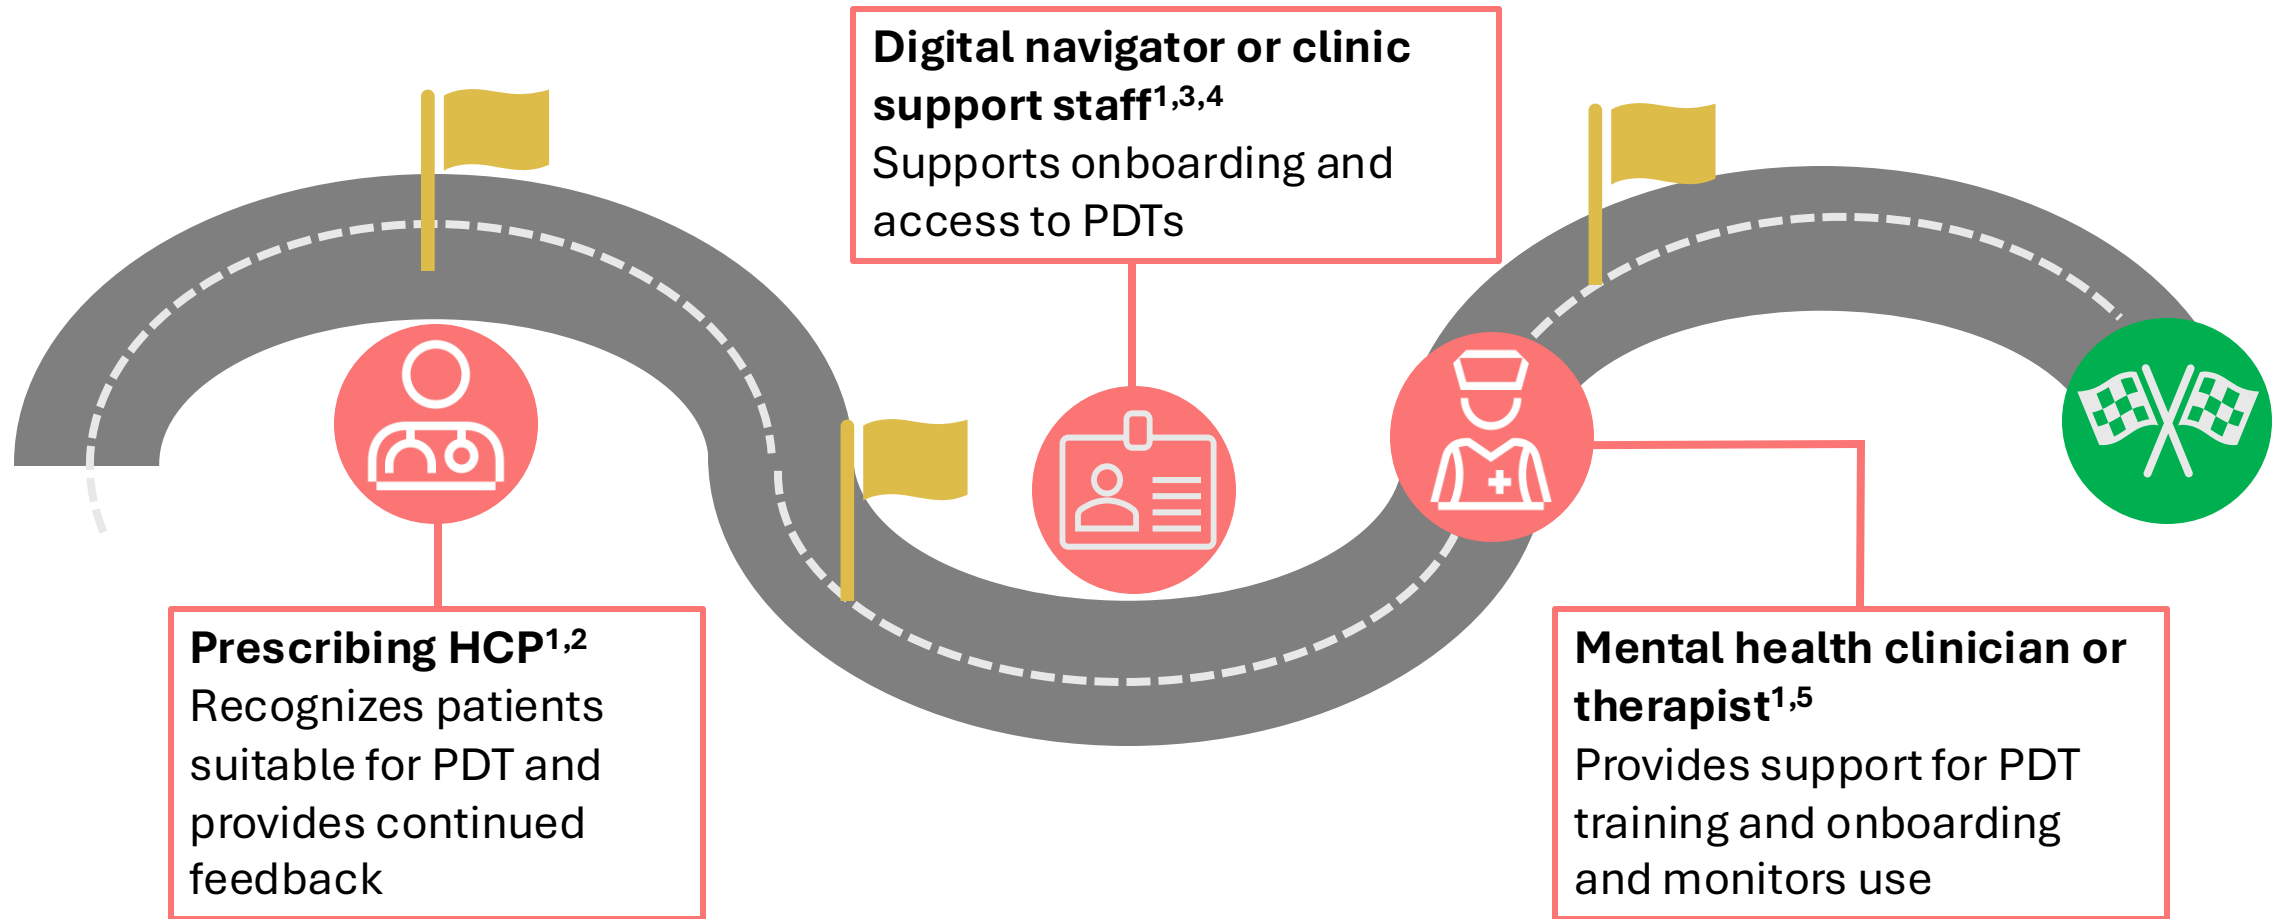 Digital navigator or clinic
support staff1,3,4
Supports onboarding and
access to PDTs
Prescribing HCP1,2
Recognizes patients
suitable for PDT and
provides continued
feedback
Mental health clinician or
therapist1,5
Provides support for PDT
training and onboarding
and monitors use